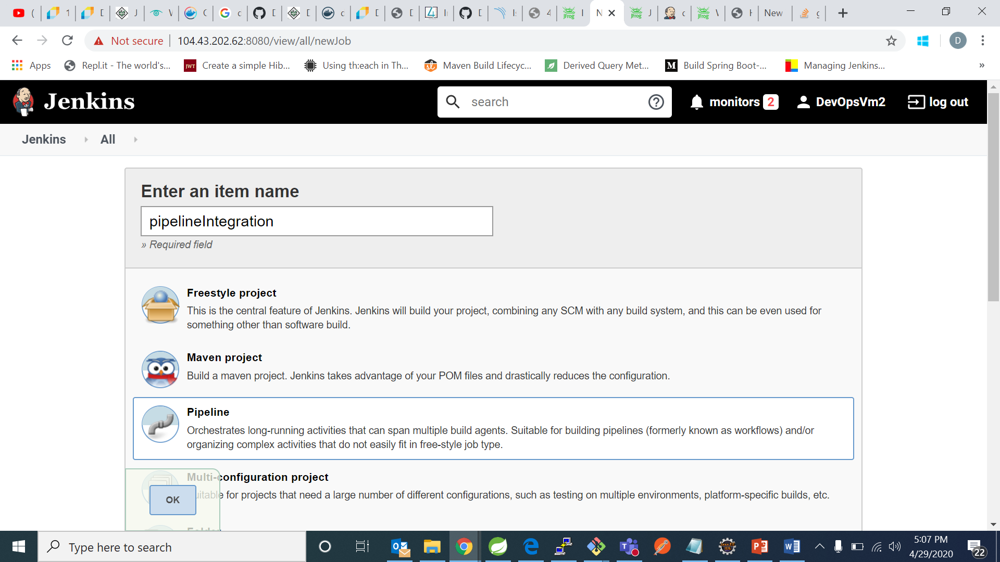 Not secure 104.43.202.62:8080/view/all/newJob
D
Apps Repl.it - The world's... JWT Create a simple Hib... Using th:each in Th... Maven Build Lifecyc... M Derived Query Met... Build Spring Boot-... Managing Jenkins... »
Jenkins search monitors 2 DevOpsVm2 log out
Jenkins All
Enter an item name
pipelineIntegration
» Required field
Freestyle project
This is the central feature of Jenkins. Jenkins will build your project, combining any SCM with any build system, and this can be even used for
something other than software build.
Maven project
Build a maven project. Jenkins takes advantage of your POM files and drastically reduces the configuration.
Pipeline
Orchestrates long-running activities that can span multiple build agents. Suitable for building pipelines (formerly known as workflows) and/or
organizing complex activities that do not easily fit in free-style job type.
Multi-configuration project
Suitable for projects that need a large number of different configurations, such as testing on multiple environments, platform-specific builds, etc.
OK
Type here to search
5:07 PM
4/29/2020
22